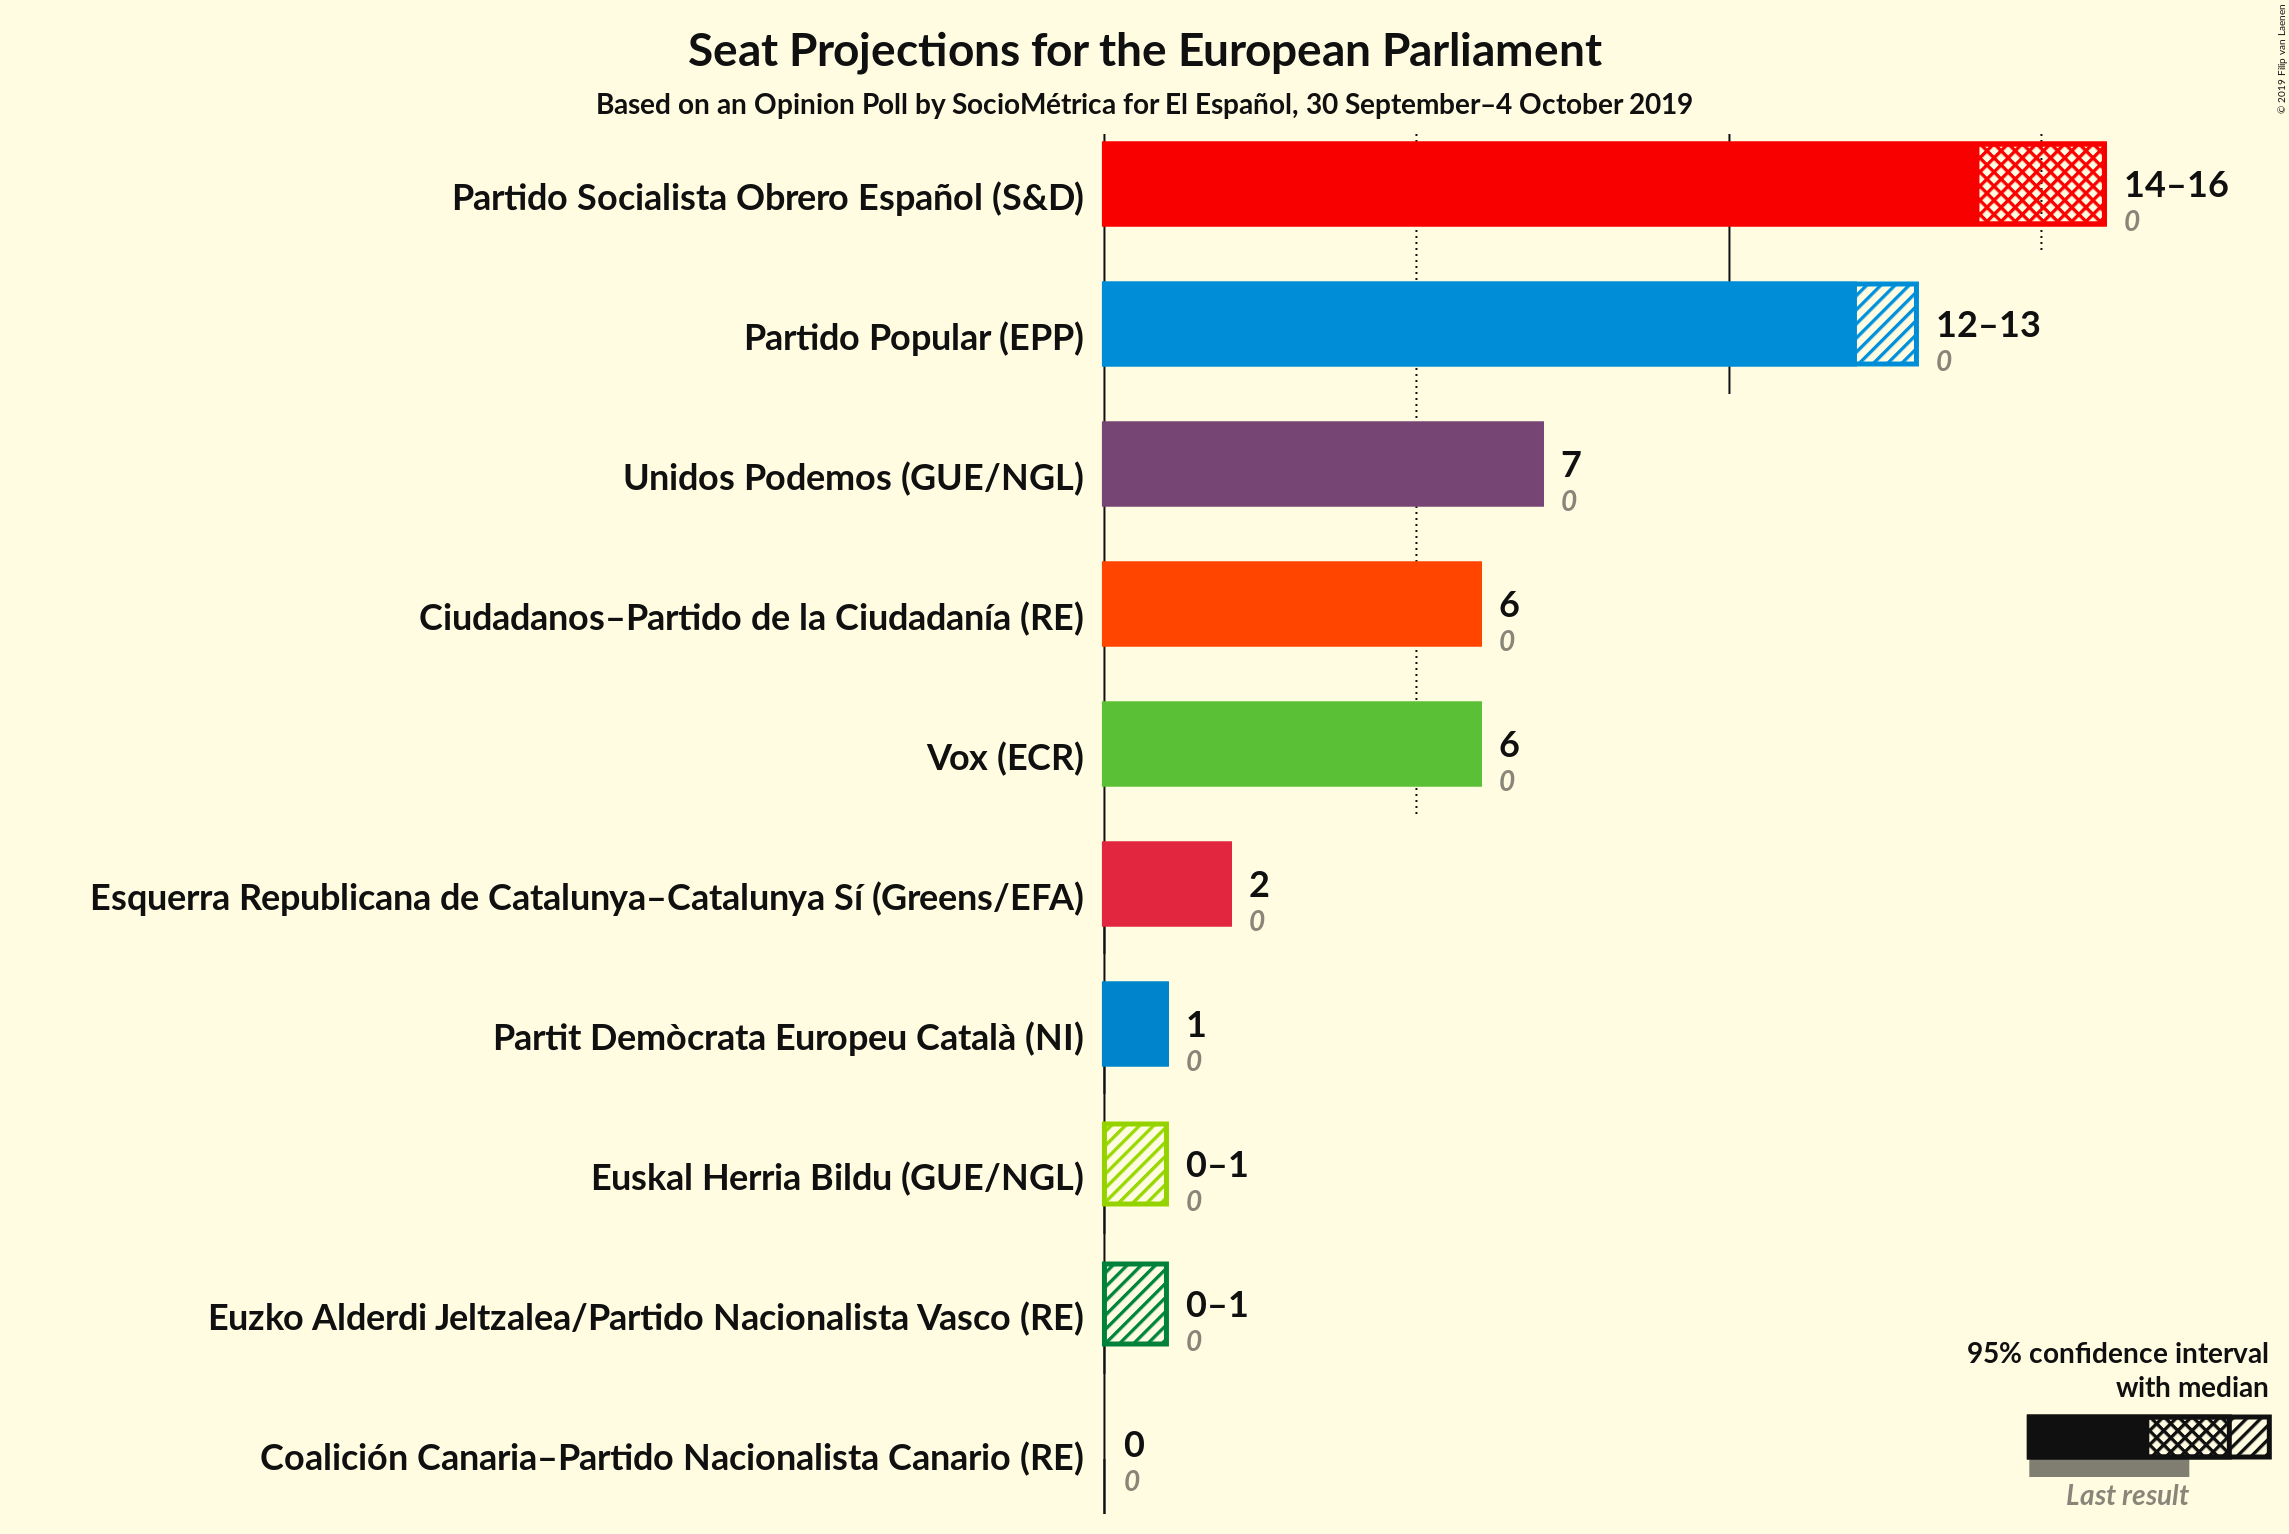 Seat Projections for the European Parliament
Based on an Opinion Poll by SocioMétrica for El Español, 30 September–4 October 2019
© 2019 Filip van Laenen
Partido Socialista Obrero Español (S&D)
14–16
0
Partido Popular (EPP)
12–13
0
Unidos Podemos (GUE/NGL)
7
0
Ciudadanos–Partido de la Ciudadanía (RE)
6
0
Vox (ECR)
6
0
Esquerra Republicana de Catalunya–Catalunya Sí (Greens/EFA)
2
0
Partit Demòcrata Europeu Català (NI)
1
0
Euskal Herria Bildu (GUE/NGL)
0–1
0
Euzko Alderdi Jeltzalea/Partido Nacionalista Vasco (RE)
0–1
0
Coalición Canaria–Partido Nacionalista Canario (RE)
0
0
95% confidence interval
with median
Last result